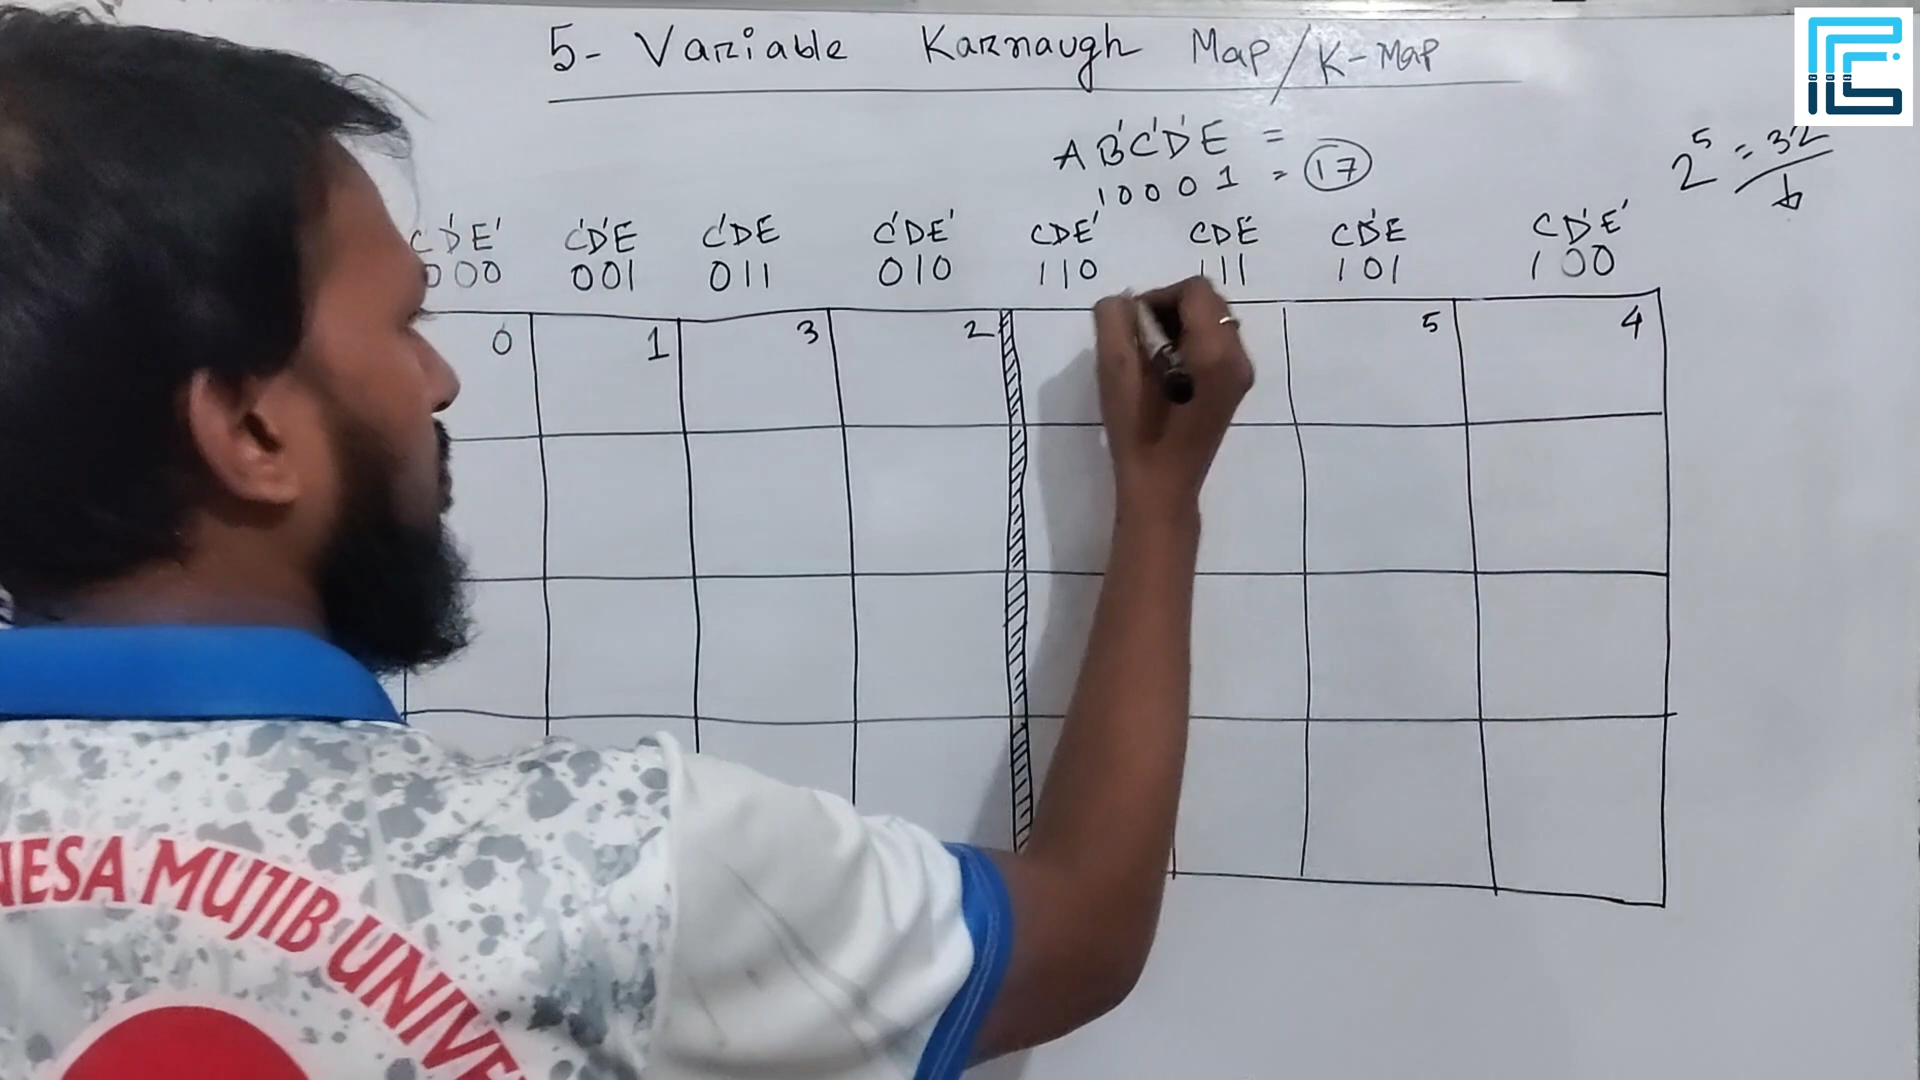 5- Variable Karnaugh Map/K-Map
AB'C'D'E =
10001 = 17
2^5 = 32
C'D'E' C'D'E C'DE C'DE' CDE' CDE CD'E CD'E'
000 001 011 010 110 111 101 100
0 1 3 2 5 4
NESA MUJIB UNIVE